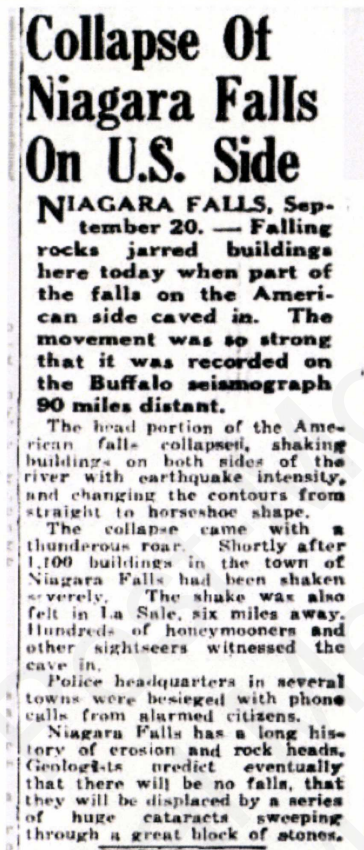 Collapse Of
Niagara Falls
On U.S. Side
NIAGARA FALLS, Sep-
tember 20. — Falling
rocks jarred buildings
here today when part of
the falls on the Ameri-
can side caved in. The
movement was so strong
that it was recorded on
the Buffalo seismograph
90 miles distant.
The head portion of the Ame-
rican falls collapsed, shaking
buildings on both sides of the
river with earthquake intensity,
and changing the contours from
straight to horseshoe shape.
The collapse came with a
thunderous roar. Shortly after
1,100 buildings in the town of
Niagara Falls had been shaken
severely. The shake was also
felt in La Sale, six miles away.
Hundreds of honeymooners and
other sightseers witnessed the
cave in.
Police headquarters in several
towns were besieged with phone
calls from alarmed citizens.
Niagara Falls has a long his-
tory of erosion and rock heads.
Geologists predict eventually
that there will be no falls, that
they will be displaced by a series
of huge cataracts sweeping
through a great block of stones.